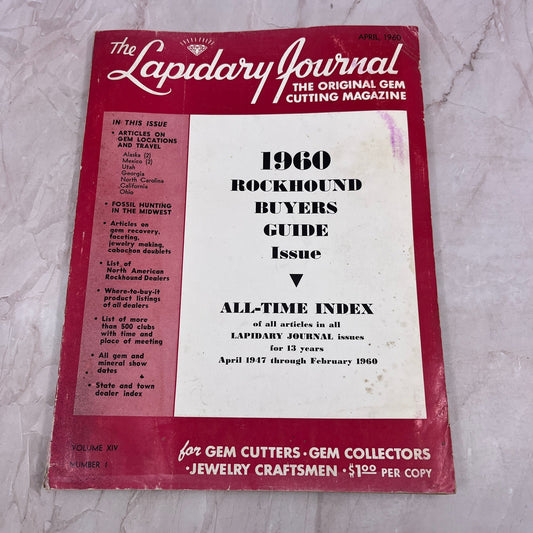 APRIL, 1960
The Lapidary Journal
THE ORIGINAL GEM
CUTTING MAGAZINE
IN THIS ISSUE
• ARTICLES ON
GEM LOCATIONS
AND TRAVEL
Alaska (2)
Mexico (2)
Utah
Georgia
North Carolina
California
Ohio
• FOSSIL HUNTING
IN THE MIDWEST
• Articles on
gem recovery,
faceting,
jewelry making,
cabochon doublets
• List of
North American
Rockhound Dealers
• Where-to-buy-it
product listings
of all dealers
• List of more
than 500 clubs
with time and
place of meeting
• All gem and
mineral show
dates
• State and town
dealer index
1960
ROCKHOUND
BUYERS
GUIDE
Issue
ALL-TIME INDEX
of all articles in all
LAPIDARY JOURNAL issues
for 13 years
April 1947 through February 1960
VOLUME XIV
NUMBER 1
for GEM CUTTERS • GEM COLLECTORS
• JEWELRY CRAFTSMEN • $1.00 PER COPY